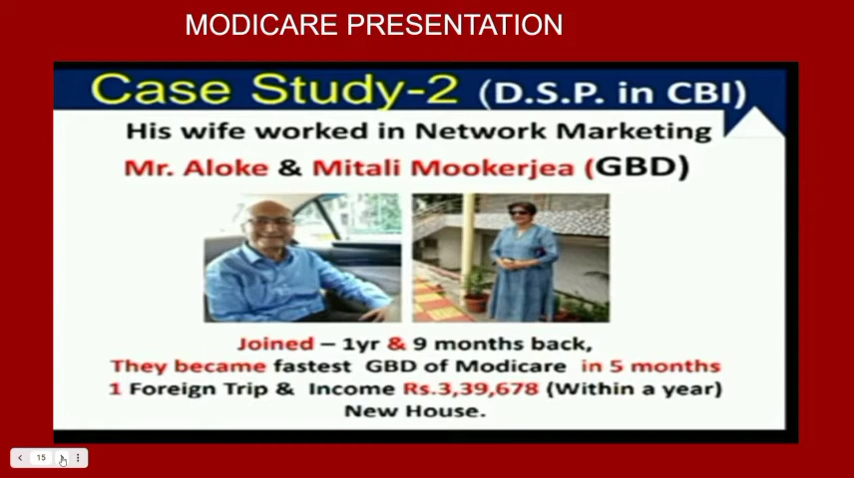 MODICARE PRESENTATION
Case Study-2 (D.S.P. in CBI)
His wife worked in Network Marketing
Mr. Aloke & Mitali Mookerjea (GBD)
Joined – 1yr & 9 months back,
They became fastest GBD of Modicare in 5 months
1 Foreign Trip & Income Rs.3,39,678 (Within a year)
New House.
15